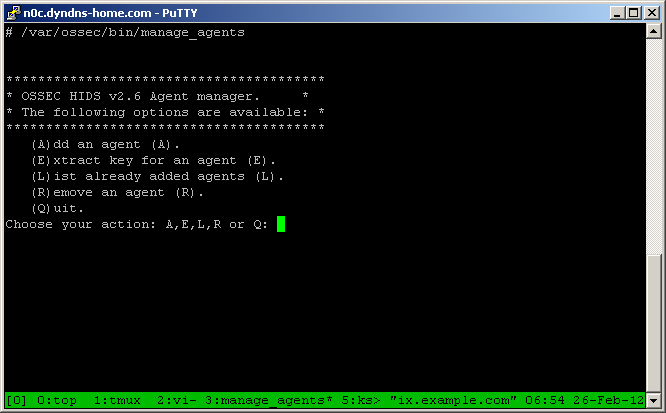 n0c.dyndns-home.com - PuTTY
# /var/ossec/bin/manage_agents
****************************************
* OSSEC HIDS v2.6 Agent manager.     *
* The following options are available: *
****************************************
   (A)dd an agent (A).
   (E)xtract key for an agent (E).
   (L)ist already added agents (L).
   (R)emove an agent (R).
   (Q)uit.
Choose your action: A,E,L,R or Q:
[0] 0:top  1:tmux  2:vi- 3:manage_agents* 5:ks> "ix.example.com" 06:54 26-Feb-12